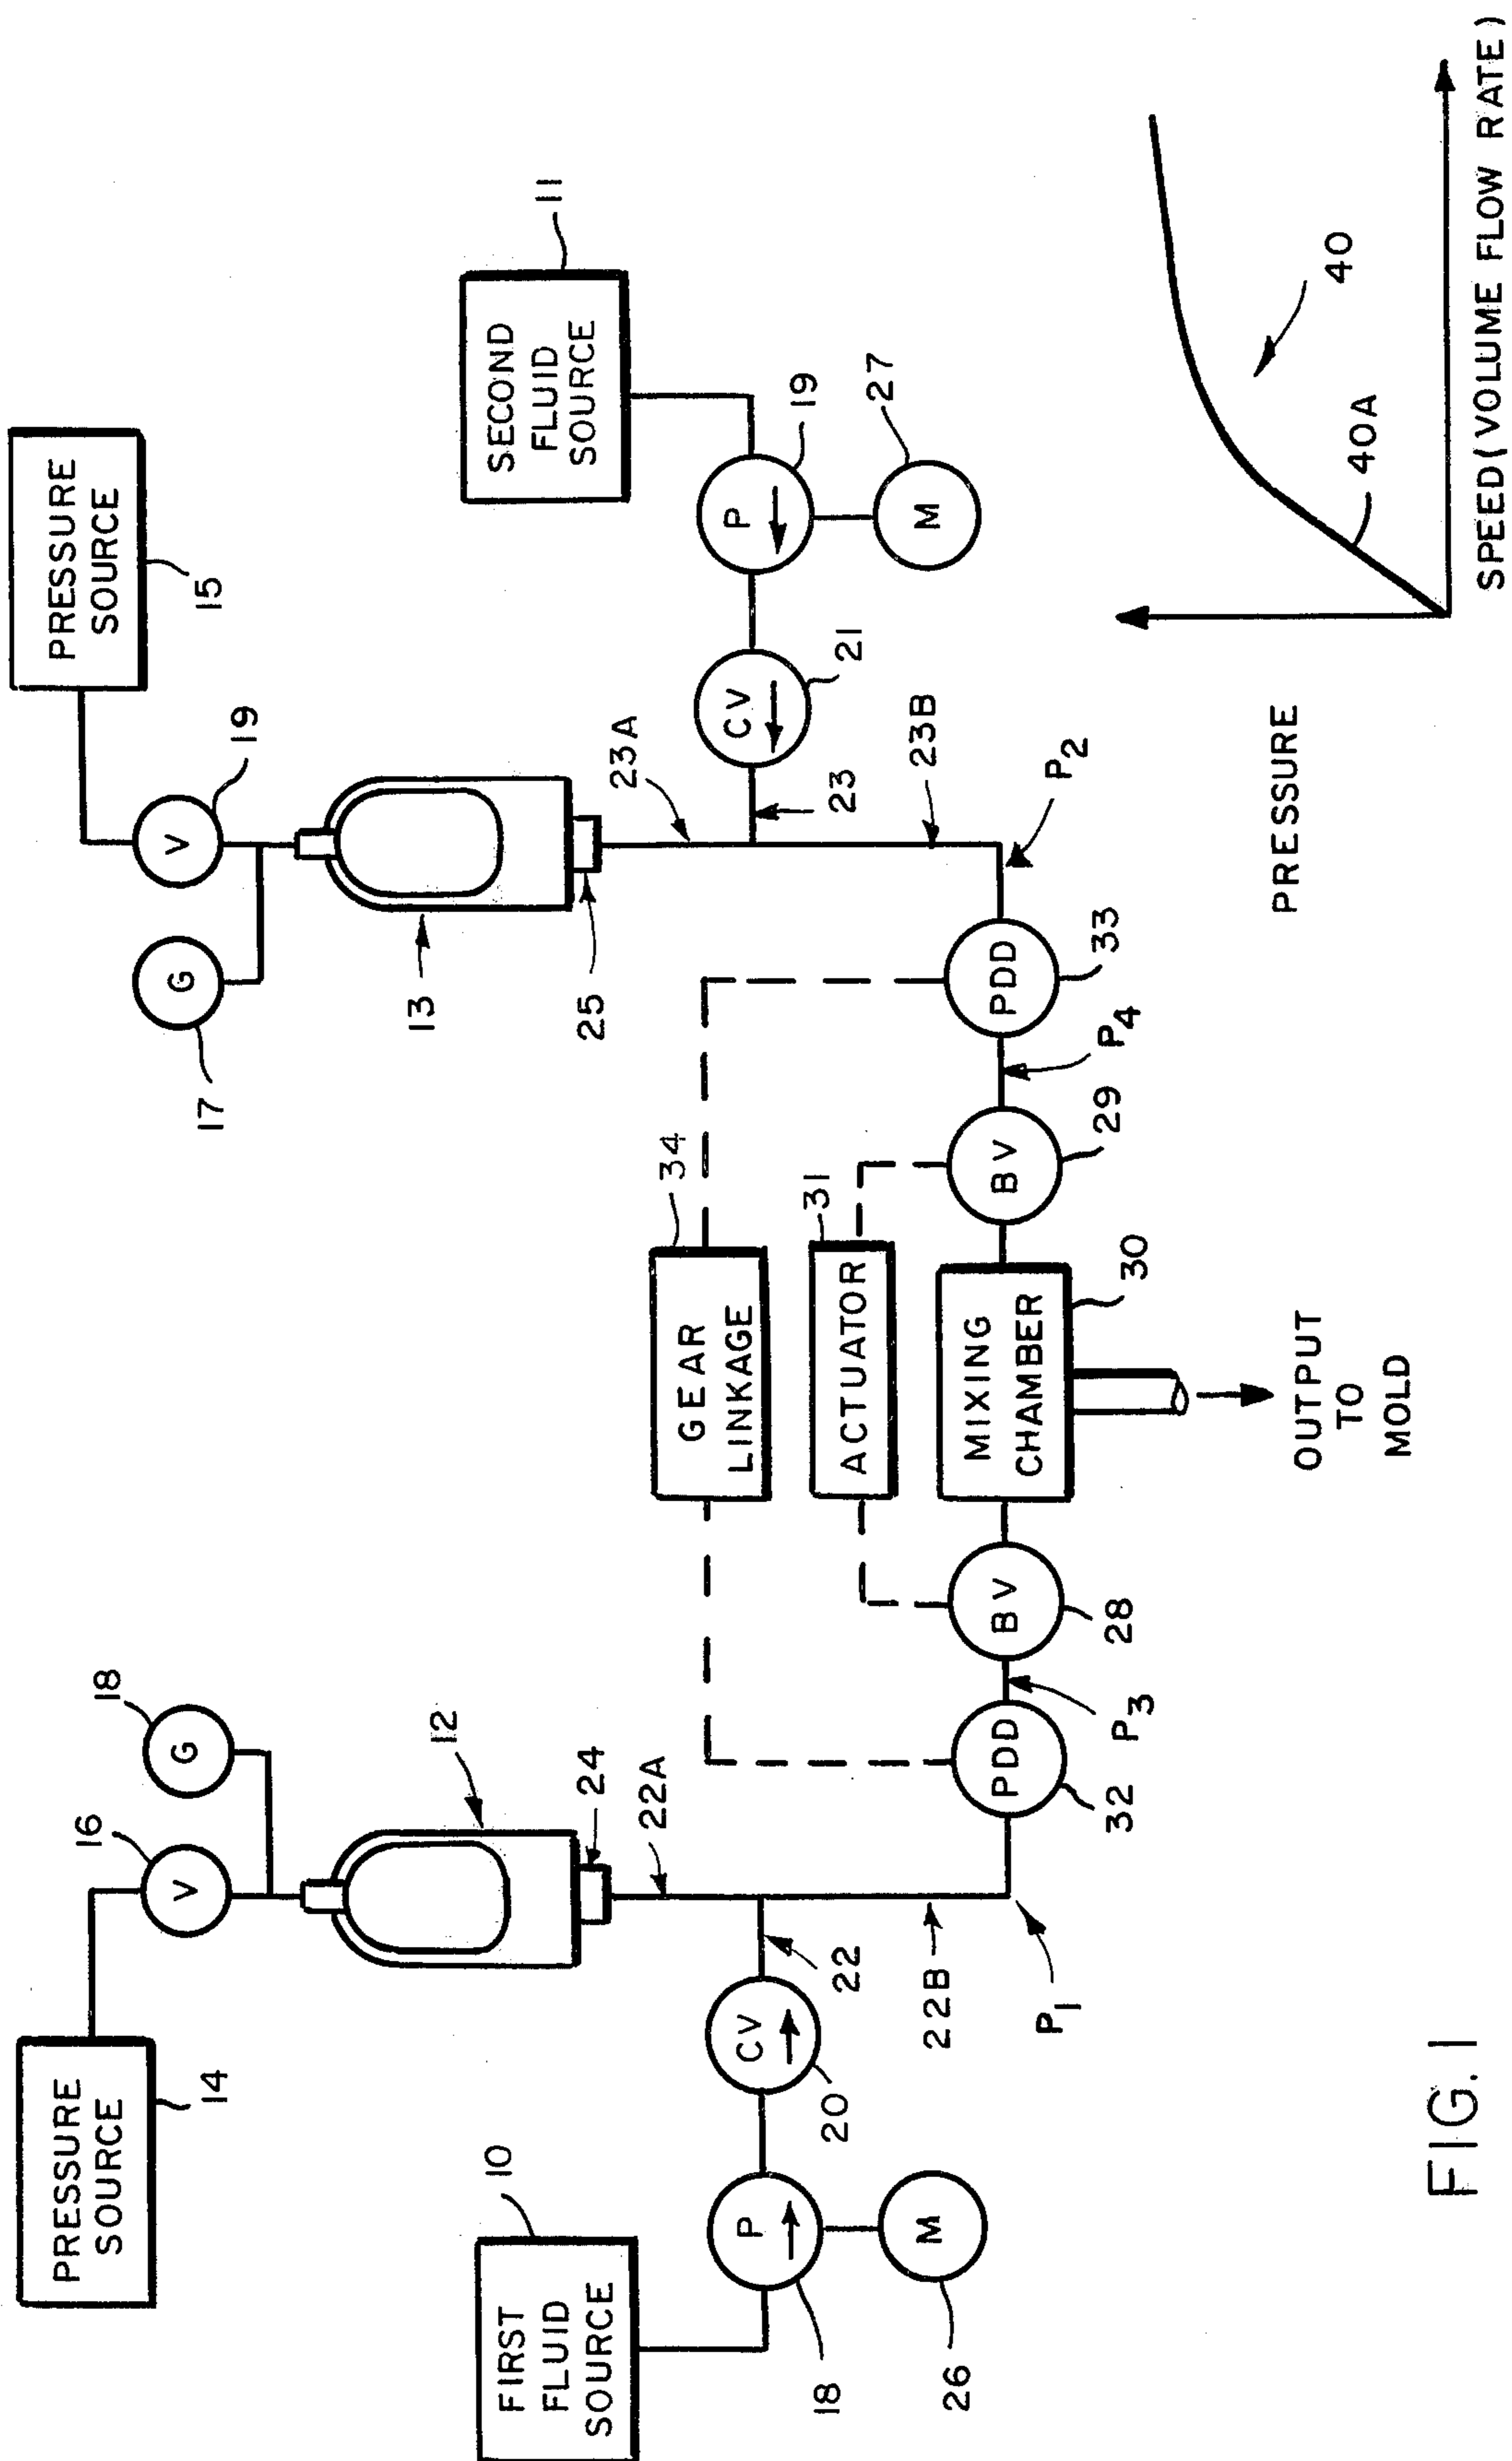 PRESSURE
SOURCE
14
16
V
18
G
12
24
22A
22
22B
P1
FIRST
FLUID
SOURCE
10
P
18
M
26
CV
20
PDD
32
P3
BV
28
GEAR
LINKAGE
34
ACTUATOR
31
MIXING
CHAMBER
30
OUTPUT
TO
MOLD
BV
29
P4
PDD
33
P2
PRESSURE
SOURCE
15
V
19
G
17
13
25
23A
23
23B
CV
21
P
19
M
27
SECOND
FLUID
SOURCE
11
PRESSURE
40
40A
SPEED (VOLUME FLOW RATE)
FIG. 1